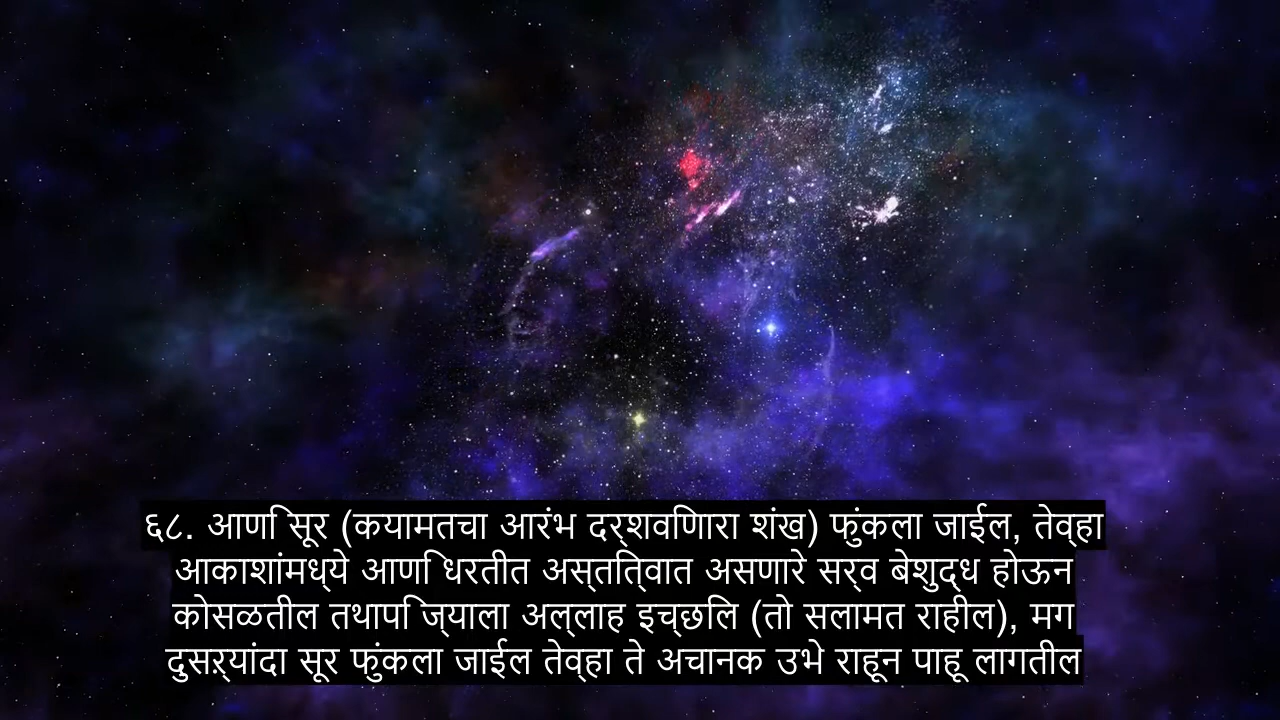 ६८. आणि सूर (कयामतचा आरंभ दर्शवणारा शंख) फुंकला जाईल, तेव्हा
आकाशांमध्ये आणि धरतीत अस्तित्वात असणारे सर्व बेशुद्ध होऊन
कोसळतील तथापि ज्याला अल्लाह इच्छिल (तो सलामत राहील), मग
दुसऱ्यांदा सूर फुंकला जाईल तेव्हा ते अचानक उभे राहून पाहू लागतील